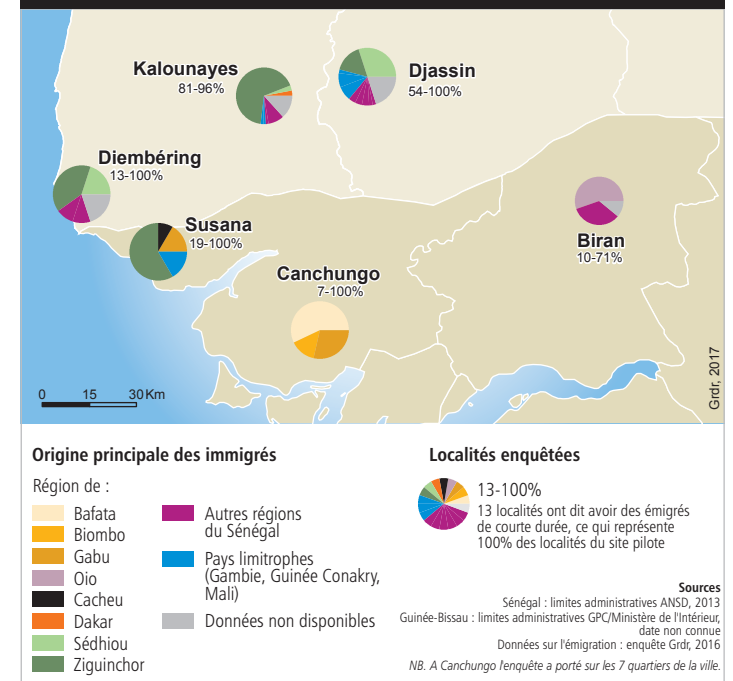 Kalounayes
81-96%
Djassin
54-100%
Diembéring
13-100%
Susana
19-100%
Biran
10-71%
Canchungo
7-100%
0 15 30 Km
Grdr, 2017
Origine principale des immigrés
Région de :
Bafata
Biombo
Gabu
Oio
Cacheu
Dakar
Sédhiou
Ziguinchor
Autres régions
du Sénégal
Pays limitrophes
(Gambie, Guinée Conakry,
Mali)
Données non disponibles
Localités enquêtées
13-100%
13 localités ont dit avoir des émigrés
de courte durée, ce qui représente
100% des localités du site pilote
Sources
Sénégal : limites administratives ANSD, 2013
Guinée-Bissau : limites administratives GPC/Ministère de l'Intérieur,
date non connue
Données sur l'émigration : enquête Grdr, 2016
NB. A Canchungo l'enquête a porté sur les 7 quartiers de la ville.